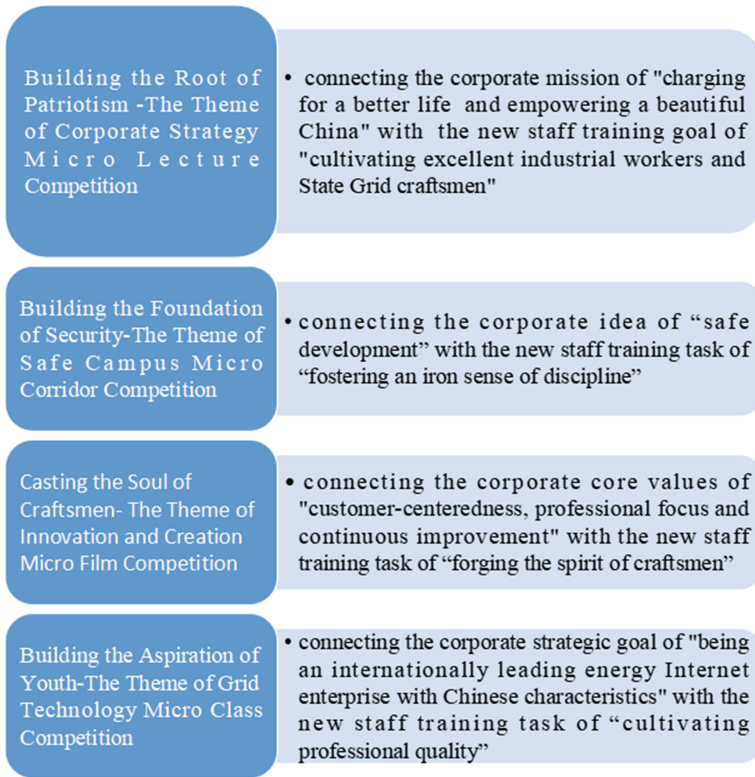 Building the Root of
Patriotism -The Theme
of Corporate Strategy
Micro Lecture
Competition
• connecting the corporate mission of "charging
for a better life and empowering a beautiful
China" with the new staff training goal of
"cultivating excellent industrial workers and
State Grid craftsmen"
Building the Foundation
of Security-The Theme of
Safe Campus Micro
Corridor Competition
• connecting the corporate idea of “safe
development” with the new staff training task of
“fostering an iron sense of discipline”
Casting the Soul of
Craftsmen- The Theme of
Innovation and Creation
Micro Film Competition
• connecting the corporate core values of
"customer-centeredness, professional focus and
continuous improvement" with the new staff
training task of “forging the spirit of craftsmen”
Building the Aspiration of
Youth-The Theme of Grid
Technology Micro Class
Competition
• connecting the corporate strategic goal of "being
an internationally leading energy Internet
enterprise with Chinese characteristics" with the
new staff training task of “cultivating
professional quality”